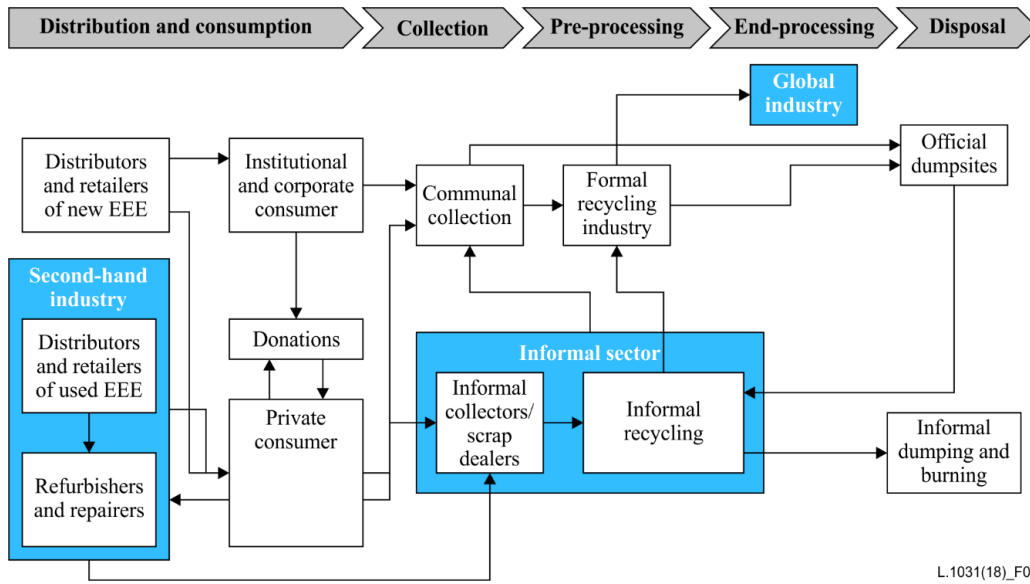 Distribution and consumption
Collection
Pre-processing
End-processing
Disposal
Global
industry
Distributors
and retailers
of new EEE
Institutional
and corporate
consumer
Communal
collection
Formal
recycling
industry
Official
dumpsites
Second-hand
industry
Distributors
and retailers
of used EEE
Refurbishers
and repairers
Donations
Private
consumer
Informal sector
Informal
collectors/
scrap
dealers
Informal
recycling
Informal
dumping and
burning
L.1031(18)_F0